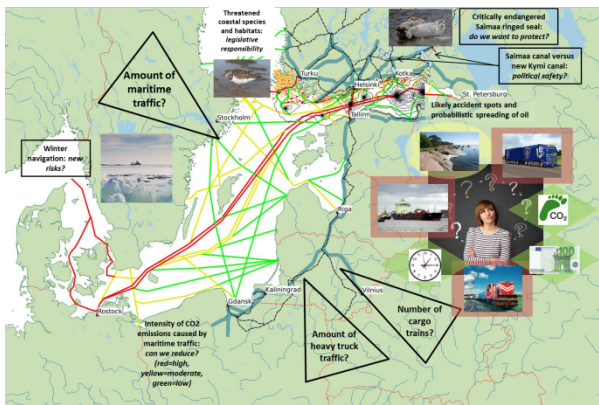 Threatened
coastal species
and habitats:
legislative
responsibility
Critically endangered
Saimaa ringed seal:
do we want to protect?
Saimaa canal versus
new Kymi canal:
political safety?
Amount of
maritime
traffic?
Turku
Helsinki
Kotka
St. Petersburg
Tallinn
Likely accident spots and
probabilistic spreading of oil
Stockholm
Winter
navigation: new
risks?
? ? ? ? ? ?
CO2
100
Riga
Rostock
Gdansk
Kaliningrad
Vilnius
Intensity of CO2
emissions caused by
maritime traffic:
can we reduce?
(red=high,
yellow=moderate,
green=low)
Amount of
heavy truck
traffic?
Number of
cargo
trains?